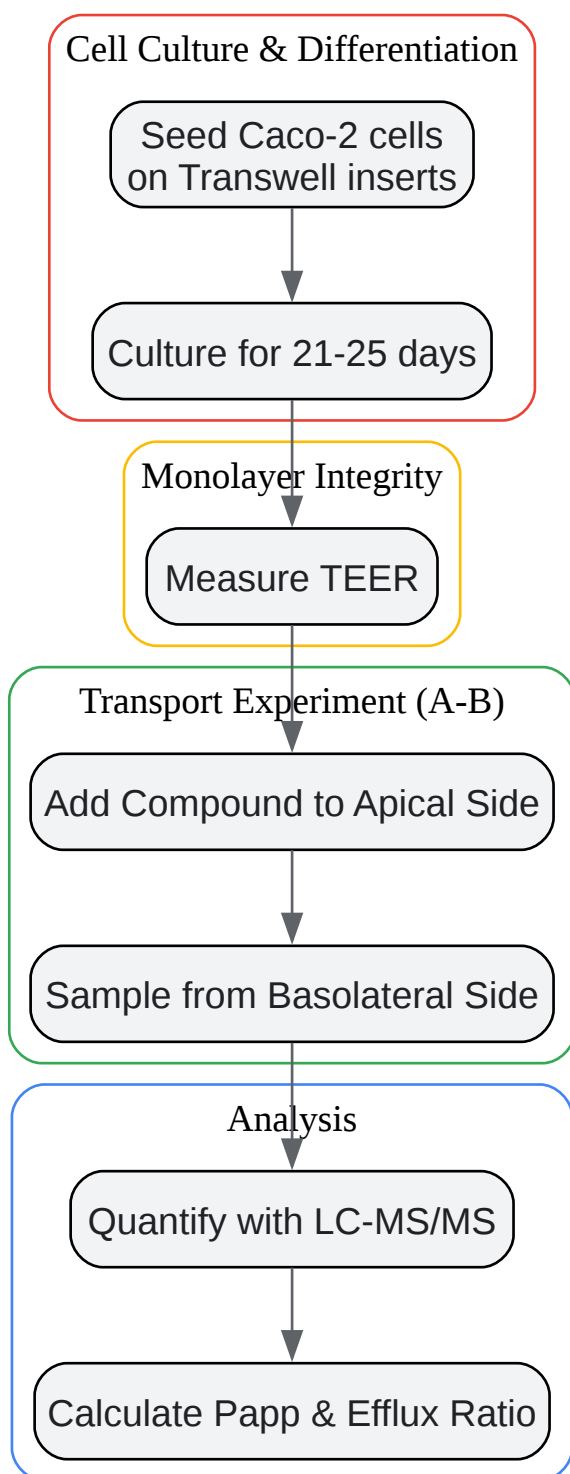 Cell Culture & Differentiation
Seed Caco-2 cells
on Transwell inserts
Culture for 21-25 days
Monolayer Integrity
Measure TEER
Transport Experiment (A-B)
Add Compound to Apical Side
Sample from Basolateral Side
Analysis
Quantify with LC-MS/MS
Calculate Papp & Efflux Ratio